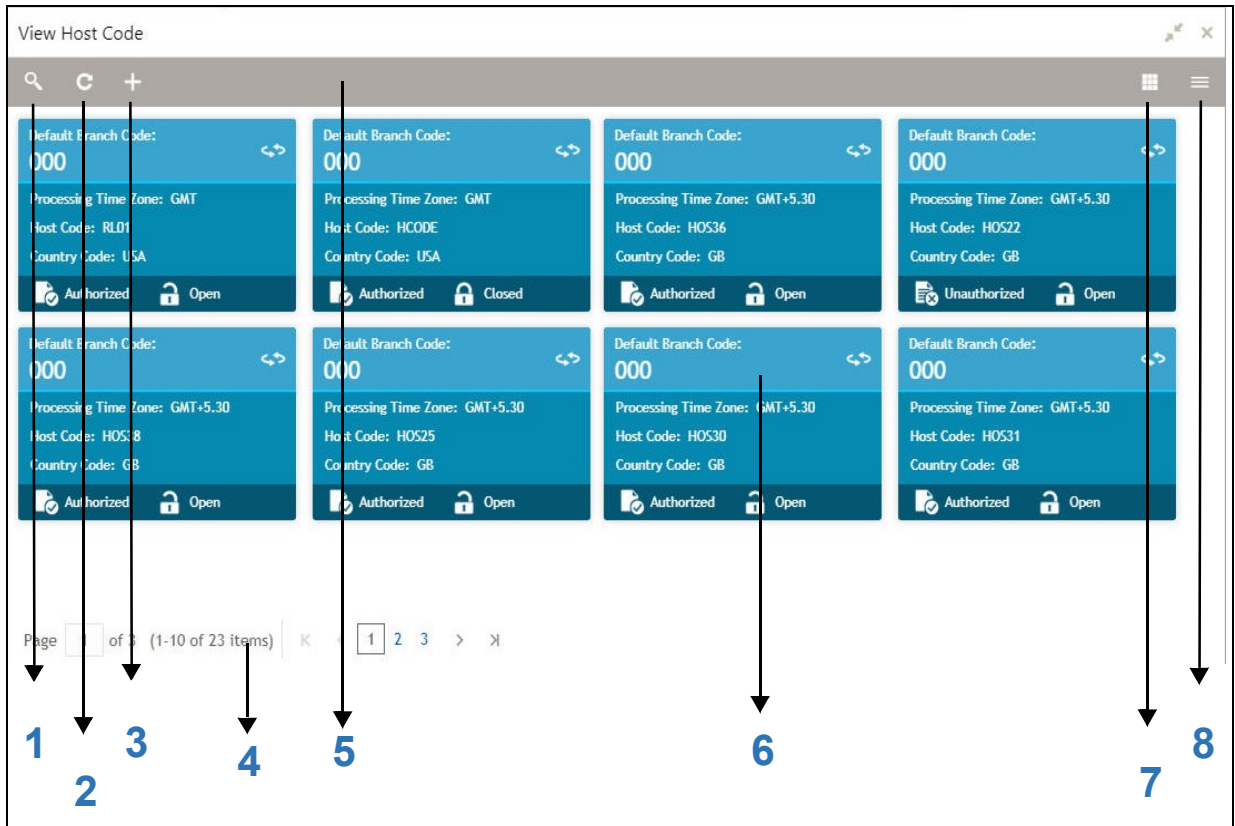 View Host Code
Default Branch Code: Default Branch Code: Default Branch Code: Default Branch Code:
000 000 000 000
Processing Time Zone: GMT Processing Time Zone: GMT Processing Time Zone: GMT+5.30 Processing Time Zone: GMT+5.30
Host Code: RL01 Host Code: HCODE Host Code: HOS36 Host Code: HOS22
Country Code: USA Country Code: USA Country Code: GB Country Code: GB
Authorized Open Authorized Closed Authorized Open Unauthorized Open
Default Branch Code: Default Branch Code: Default Branch Code: Default Branch Code:
000 000 000 000
Processing Time Zone: GMT+5.30 Processing Time Zone: GMT+5.30 Processing Time Zone: GMT+5.30 Processing Time Zone: GMT+5.30
Host Code: HOS38 Host Code: HOS25 Host Code: HOS30 Host Code: HOS31
Country Code: GB Country Code: GB Country Code: GB Country Code: GB
Authorized Open Authorized Open Authorized Open Authorized Open
Page 1 of 3 (1-10 of 23 items) 1 2 3
1 2 3 4 5 6 7 8